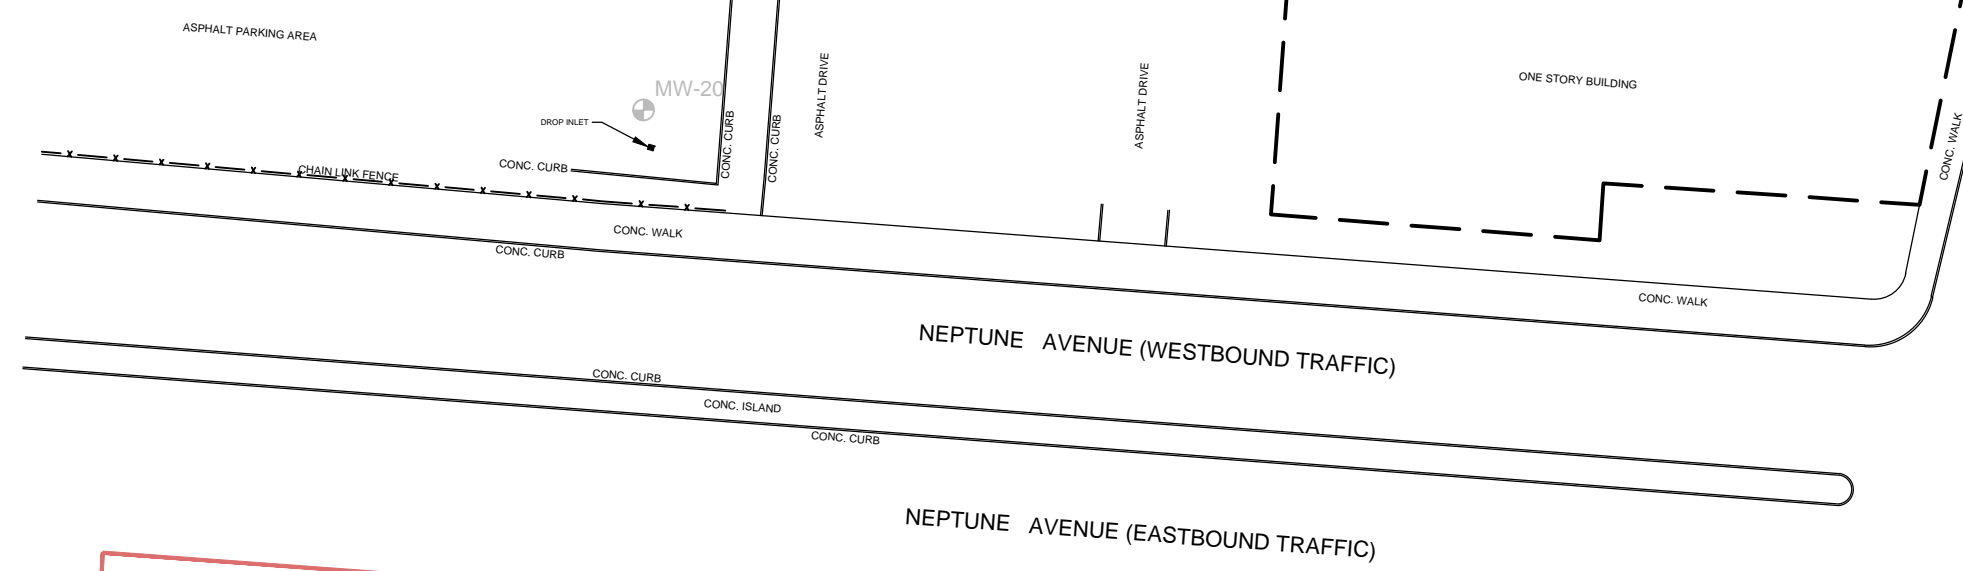 ASPHALT PARKING AREA
MW-20
DROP INLET
CONC. CURB
CONC. CURB
CONC. CURB
ASPHALT DRIVE
ASPHALT DRIVE
ONE STORY BUILDING
CONC. WALK
CHAIN LINK FENCE
CONC. WALK
CONC. CURB
CONC. WALK
NEPTUNE AVENUE (WESTBOUND TRAFFIC)
CONC. CURB
CONC. ISLAND
CONC. CURB
NEPTUNE AVENUE (EASTBOUND TRAFFIC)